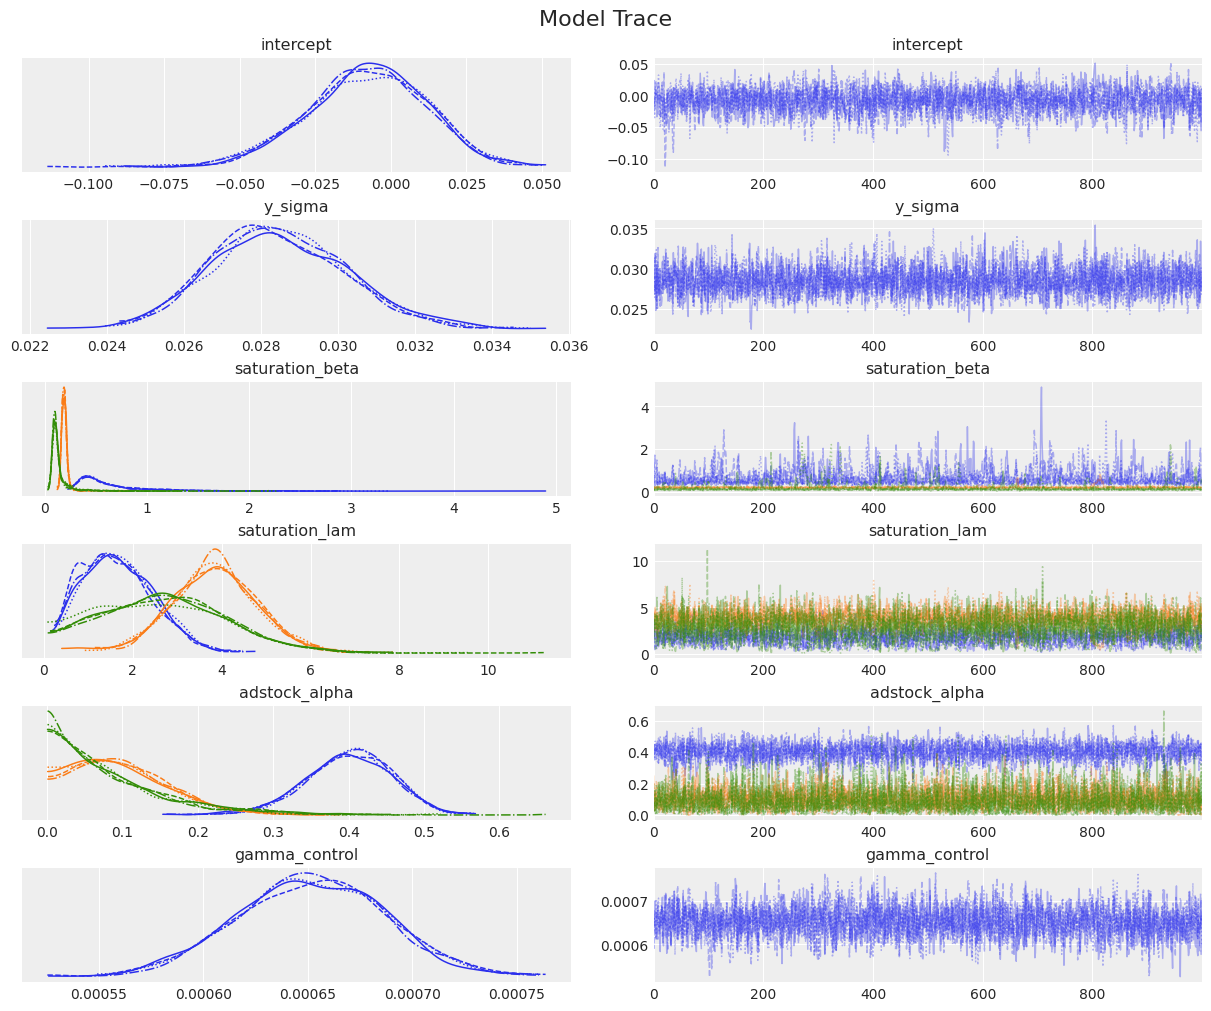 Model Trace
intercept
intercept
−0.100 −0.075 −0.050 −0.025 0.000 0.025 0.050
0.05
0.00
−0.05
−0.10
0 200 400 600 800
y_sigma
y_sigma
0.022 0.024 0.026 0.028 0.030 0.032 0.034 0.036
0.035
0.030
0.025
0 200 400 600 800
saturation_beta
saturation_beta
0 1 2 3 4 5
4
2
0
0 200 400 600 800
saturation_lam
saturation_lam
0 2 4 6 8 10
10
5
0
0 200 400 600 800
adstock_alpha
adstock_alpha
0.0 0.1 0.2 0.3 0.4 0.5 0.6
0.6
0.4
0.2
0.0
0 200 400 600 800
gamma_control
gamma_control
0.00055 0.00060 0.00065 0.00070 0.00075
0.0007
0.0006
0 200 400 600 800